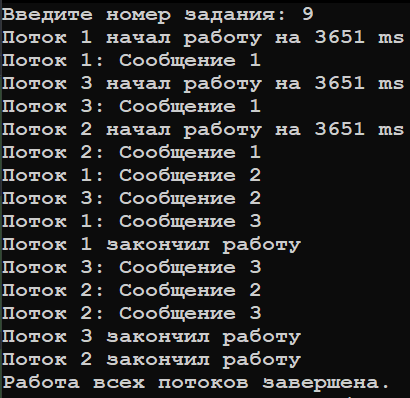 Введите номер задания: 9
Поток 1 начал работу на 3651 ms
Поток 1: Сообщение 1
Поток 3 начал работу на 3651 ms
Поток 3: Сообщение 1
Поток 2 начал работу на 3651 ms
Поток 2: Сообщение 1
Поток 1: Сообщение 2
Поток 3: Сообщение 2
Поток 1: Сообщение 3
Поток 1 закончил работу
Поток 3: Сообщение 3
Поток 2: Сообщение 2
Поток 2: Сообщение 3
Поток 3 закончил работу
Поток 2 закончил работу
Работа всех потоков завершена.